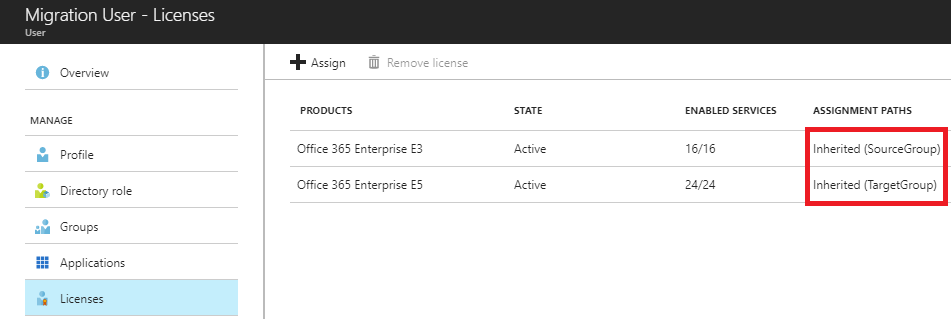 Migration User - Licenses
User
Overview
MANAGE
Profile
Directory role
Groups
Applications
Licenses
Assign Remove license
PRODUCTS STATE ENABLED SERVICES ASSIGNMENT PATHS
Office 365 Enterprise E3 Active 16/16 Inherited (SourceGroup)
Office 365 Enterprise E5 Active 24/24 Inherited (TargetGroup)